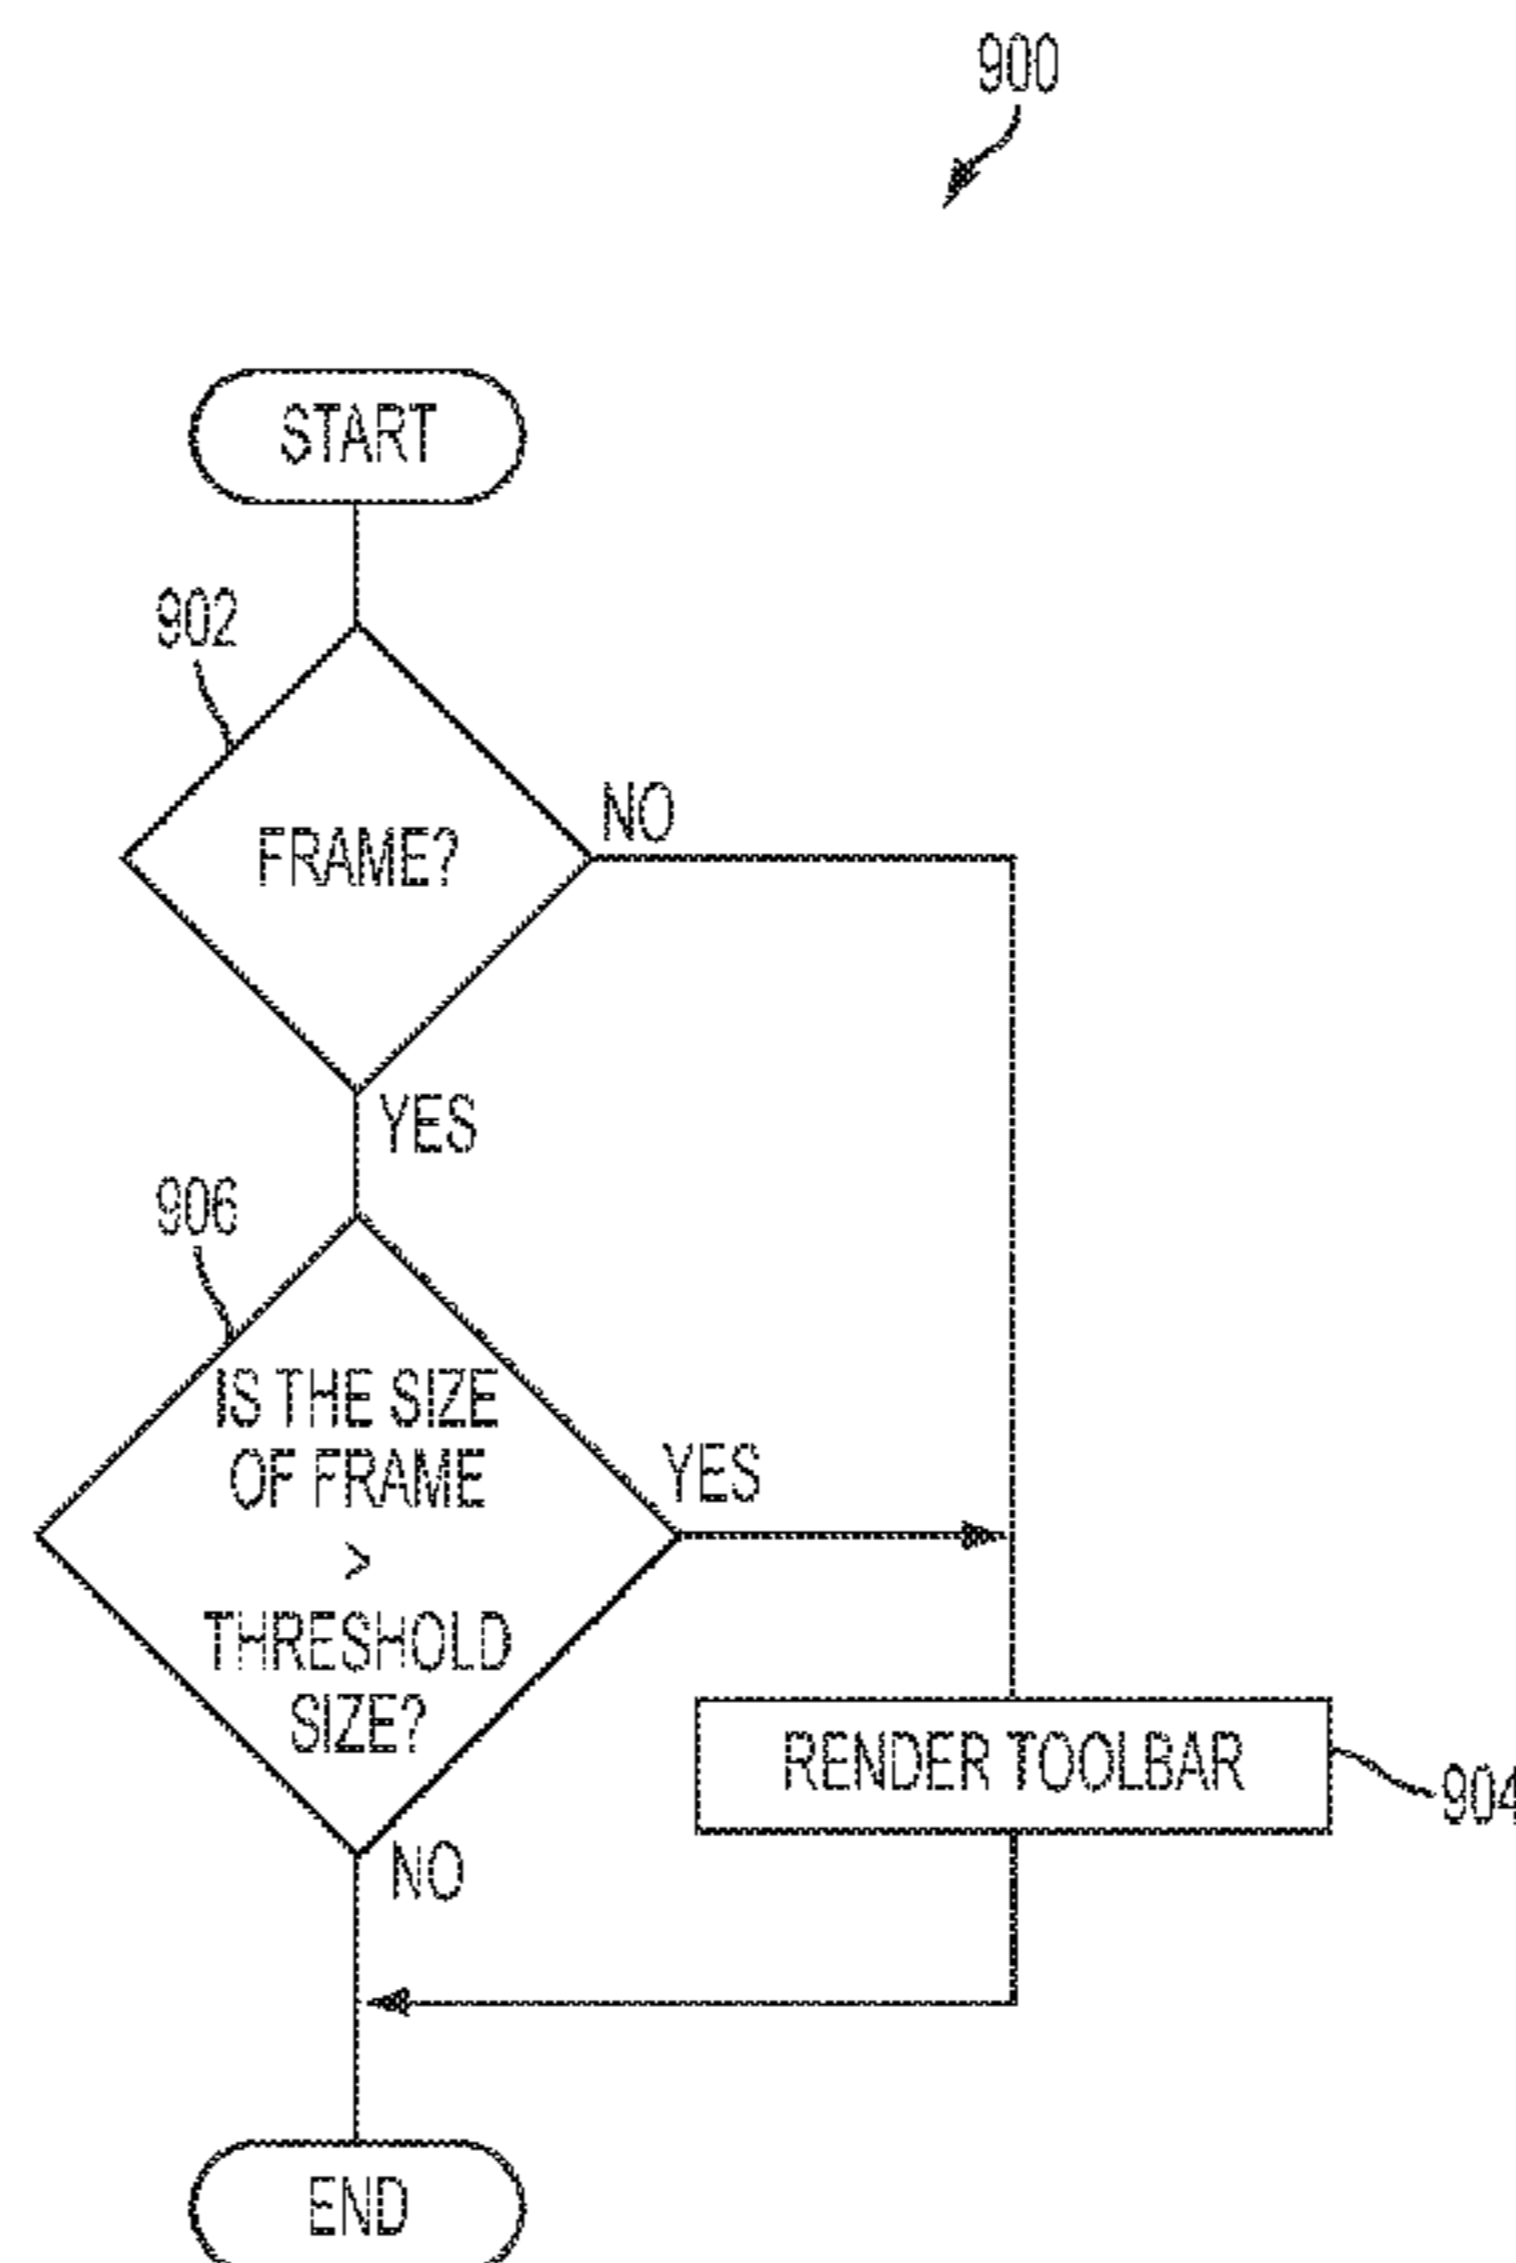 900
START
902
FRAME?
NO
YES
906
IS THE SIZE
OF FRAME
>
THRESHOLD
SIZE?
YES
RENDER TOOLBAR
904
NO
END